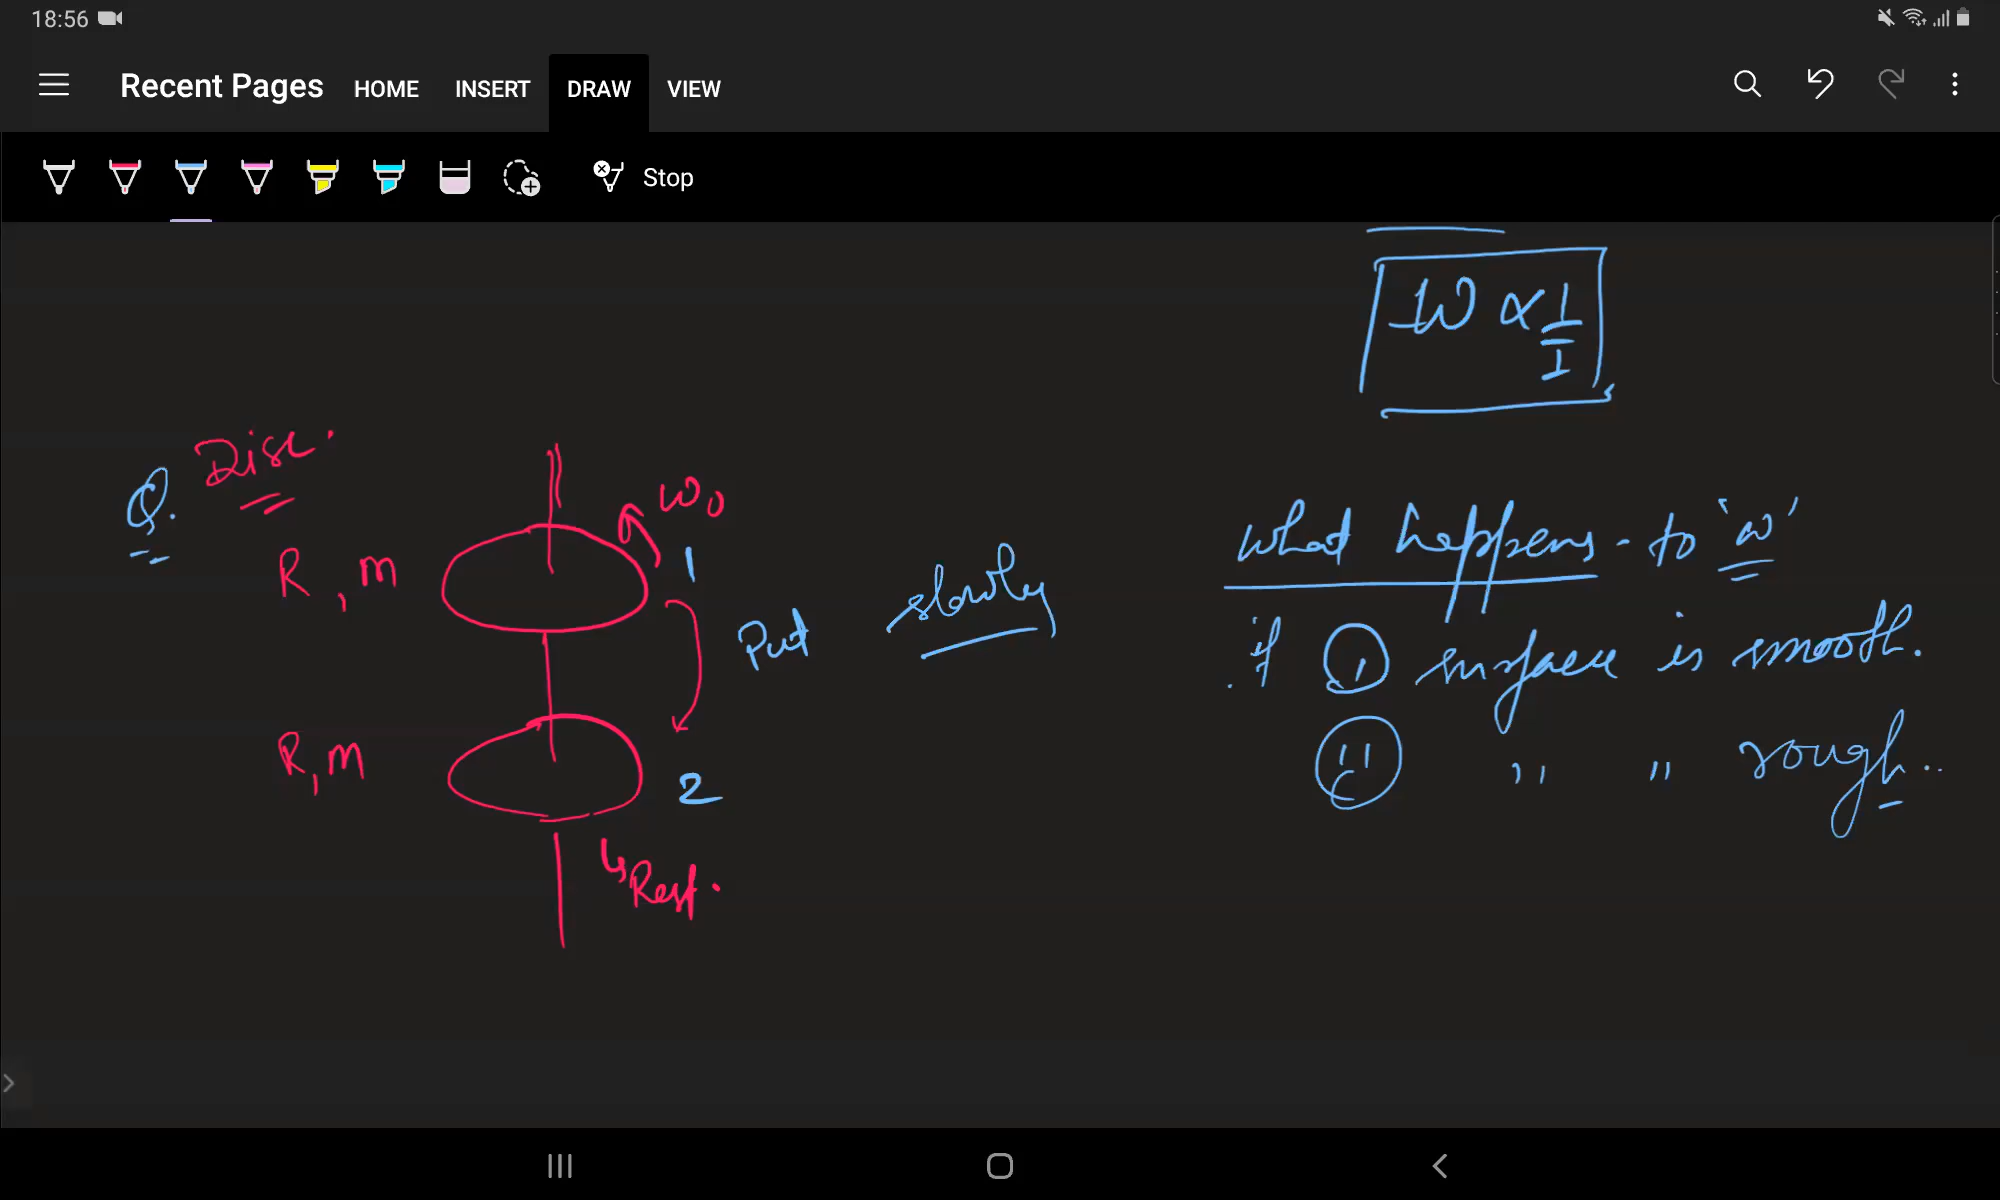 18:56
Recent Pages HOME INSERT DRAW VIEW
Stop
ω ∝ 1/I
Q. Disc.
ω₀
R, m
1
Put slowly
what happens to 'ω'
if (i) surface is smooth.
(ii) " " rough..
R, m
2
↳ Rest.